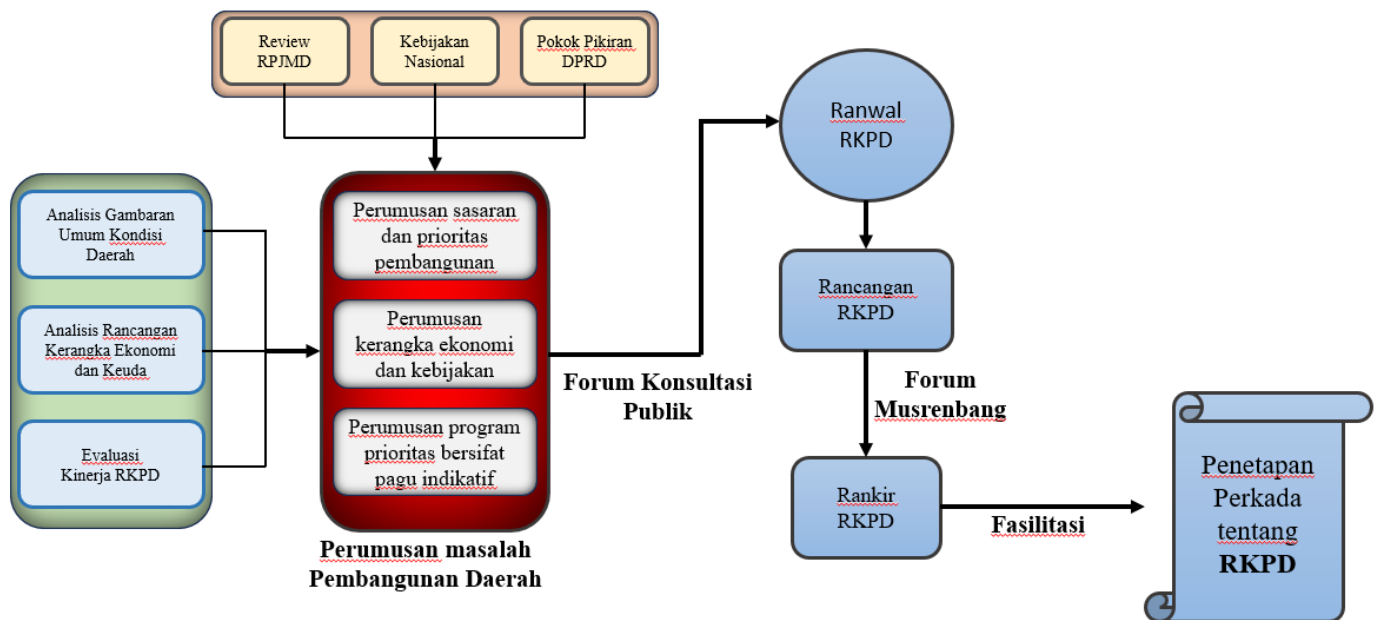 Review
RPJMD
Kebijakan
Nasional
Pokok Pikiran
DPRD
Analisis Gambaran
Umum Kondisi
Daerah
Analisis Rancangan
Kerangka Ekonomi
dan Keuda
Evaluasi
Kinerja RKPD
Perumusan sasaran
dan prioritas
pembangunan
Perumusan
kerangka ekonomi
dan kebijakan
Perumusan program
prioritas bersifat
pagu indikatif
Perumusan masalah
Pembangunan Daerah
Forum Konsultasi
Publik
Ranwal
RKPD
Rancangan
RKPD
Forum
Musrenbang
Rankir
RKPD
Fasilitasi
Penetapan
Perkada
tentang
RKPD